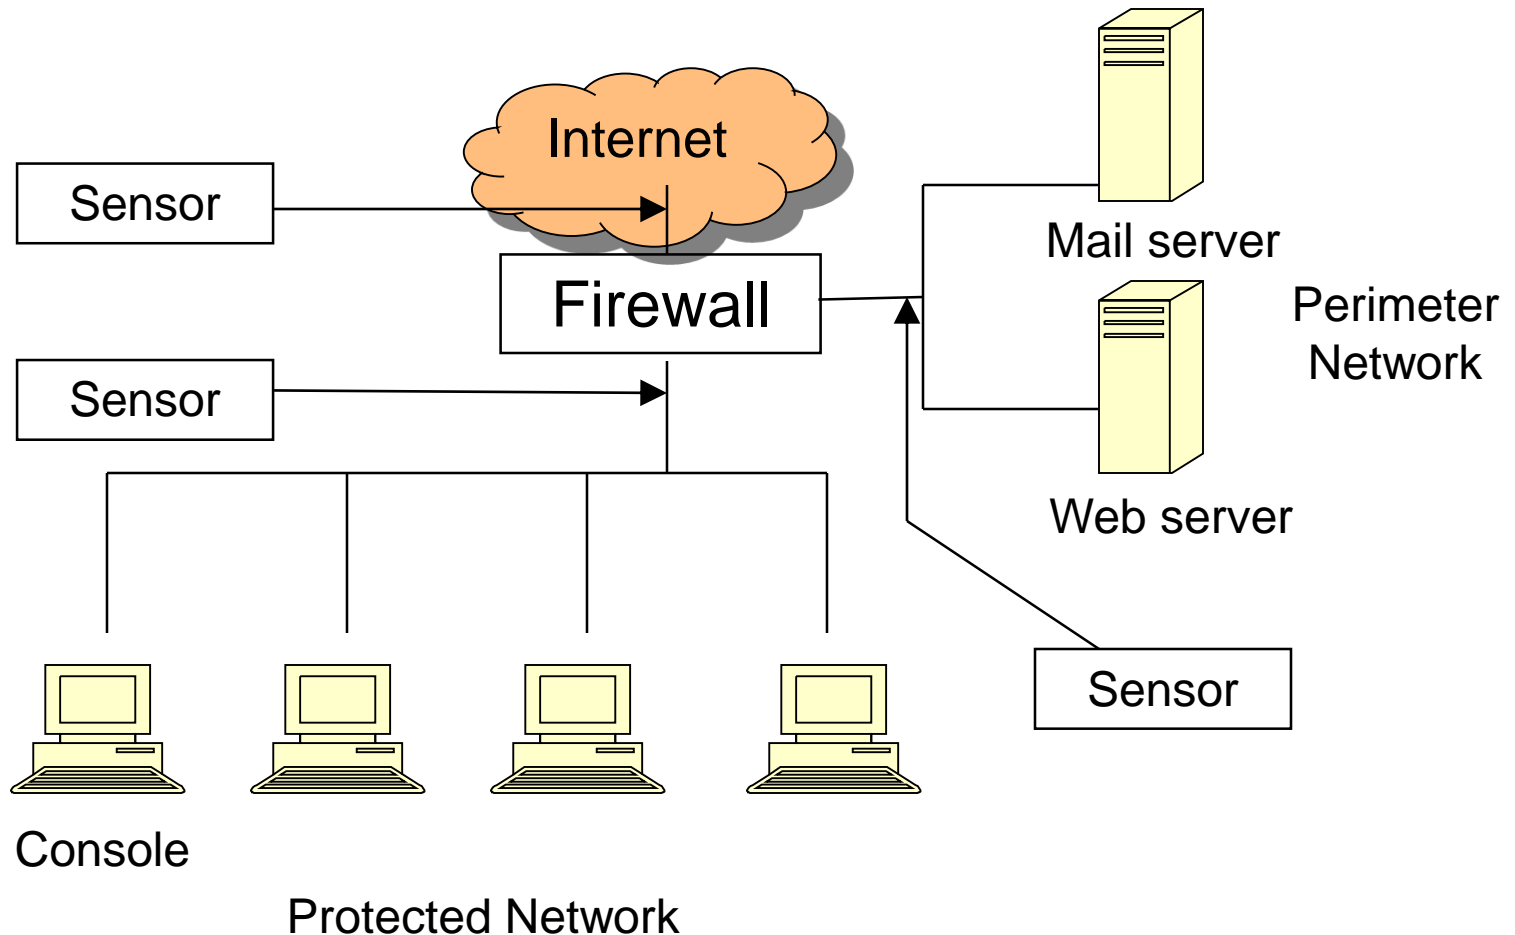 Internet
Sensor
Mail server
Firewall
Perimeter
Network
Sensor
Web server
Sensor
Console
Protected Network